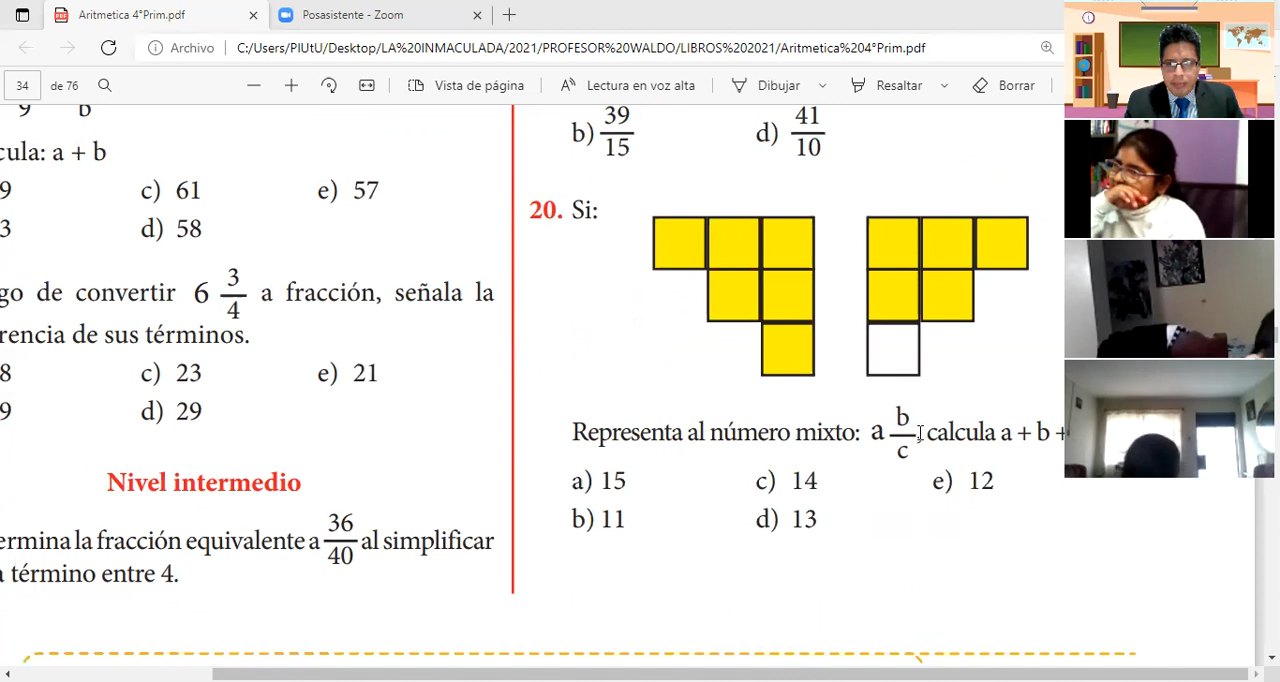 Aritmetica 4°Prim.pdf
Posasistente - Zoom
Archivo
C:/Users/PIUtU/Desktop/LA%20INMACULADA/2021/PROFESOR%20WALDO/LIBROS%202021/Aritmetica%204°Prim.pdf
34 de 76
Vista de página
Lectura en voz alta
Dibujar
Resaltar
Borrar
9 b
cula: a + b
9 c) 61 e) 57
3 d) 58
go de convertir 6 3/4 a fracción, señala la
rencia de sus términos.
8 c) 23 e) 21
9 d) 29
Nivel intermedio
ermina la fracción equivalente a 36/40 al simplificar
a término entre 4.
b) 39/15 d) 41/10
20. Si:
Representa al número mixto: a b/c, calcula a + b +
a) 15 c) 14 e) 12
b) 11 d) 13